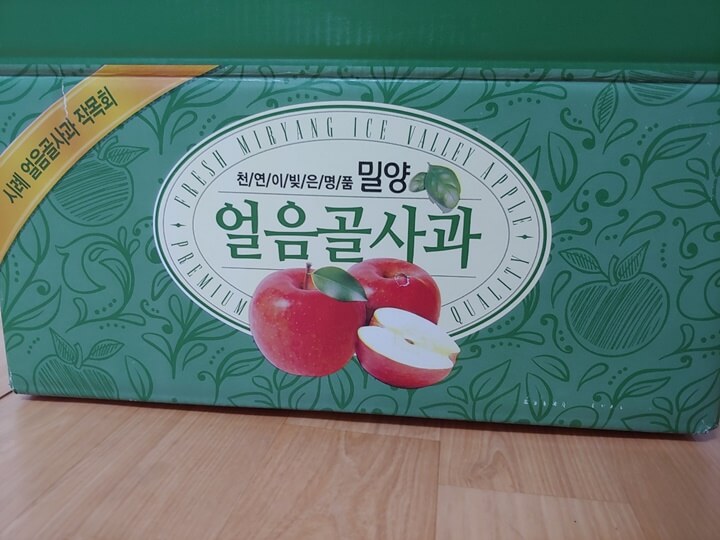 시례 얼음골사과 작목회
FRESH MIRYANG ICE VALLEY APPLE
천/연/이/빚/은/명/품 밀양
얼음골사과
PREMIUM QUALITY